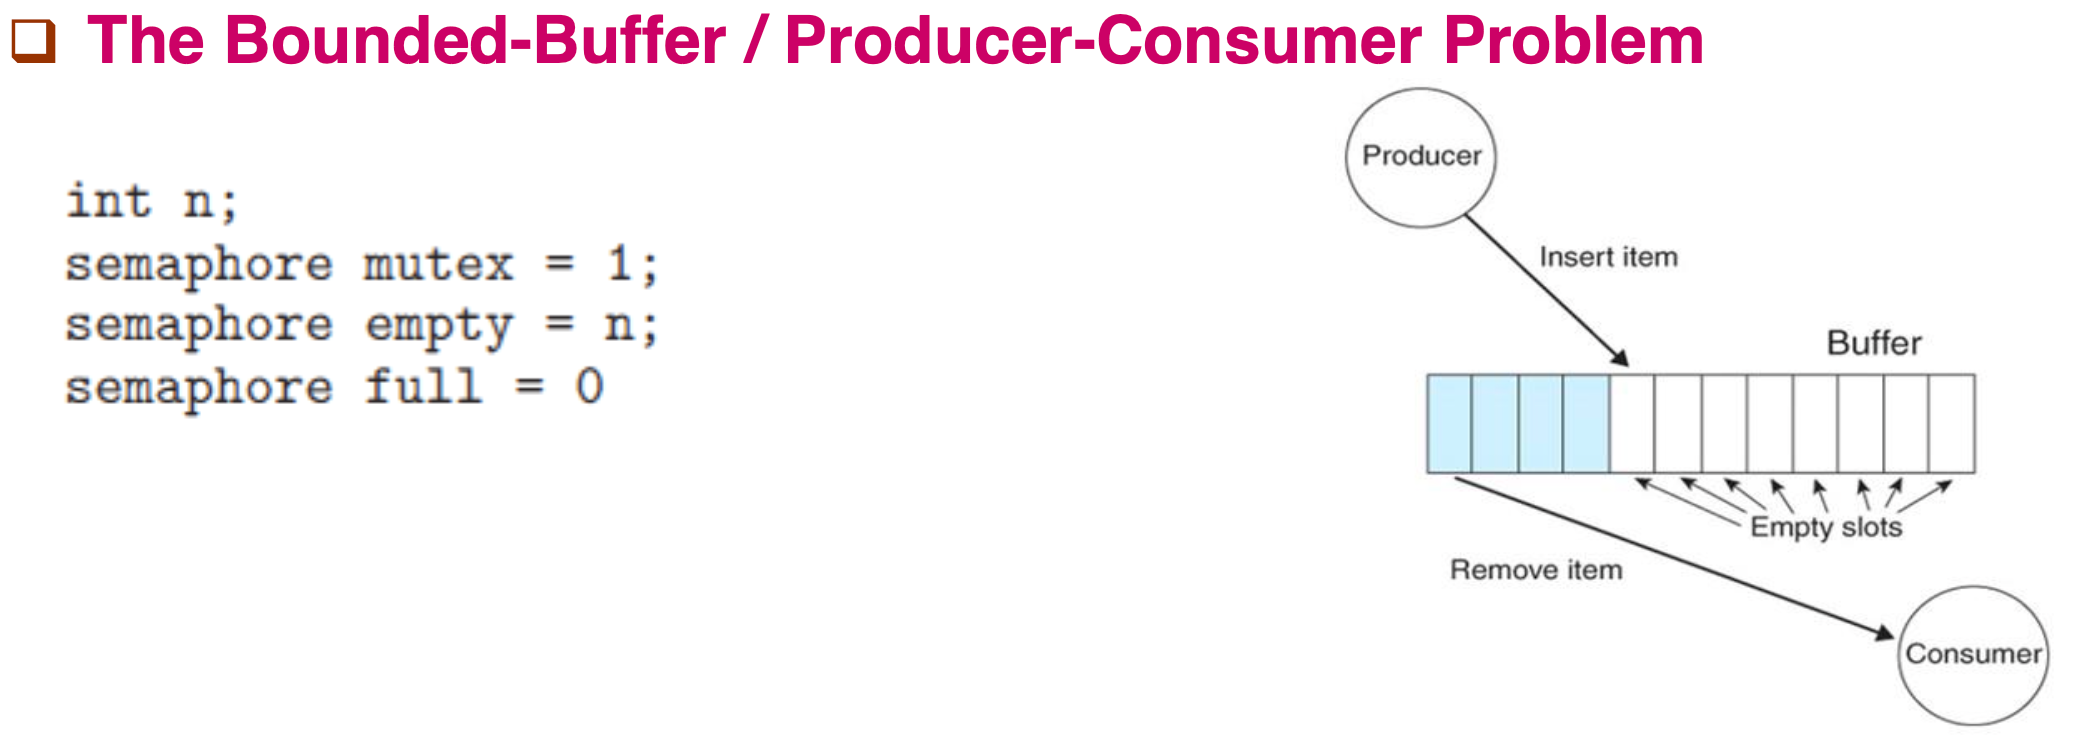 The Bounded-Buffer / Producer-Consumer Problem
int n;
semaphore mutex = 1;
semaphore empty = n;
semaphore full = 0
Producer
Insert item
Buffer
Empty slots
Remove item
Consumer